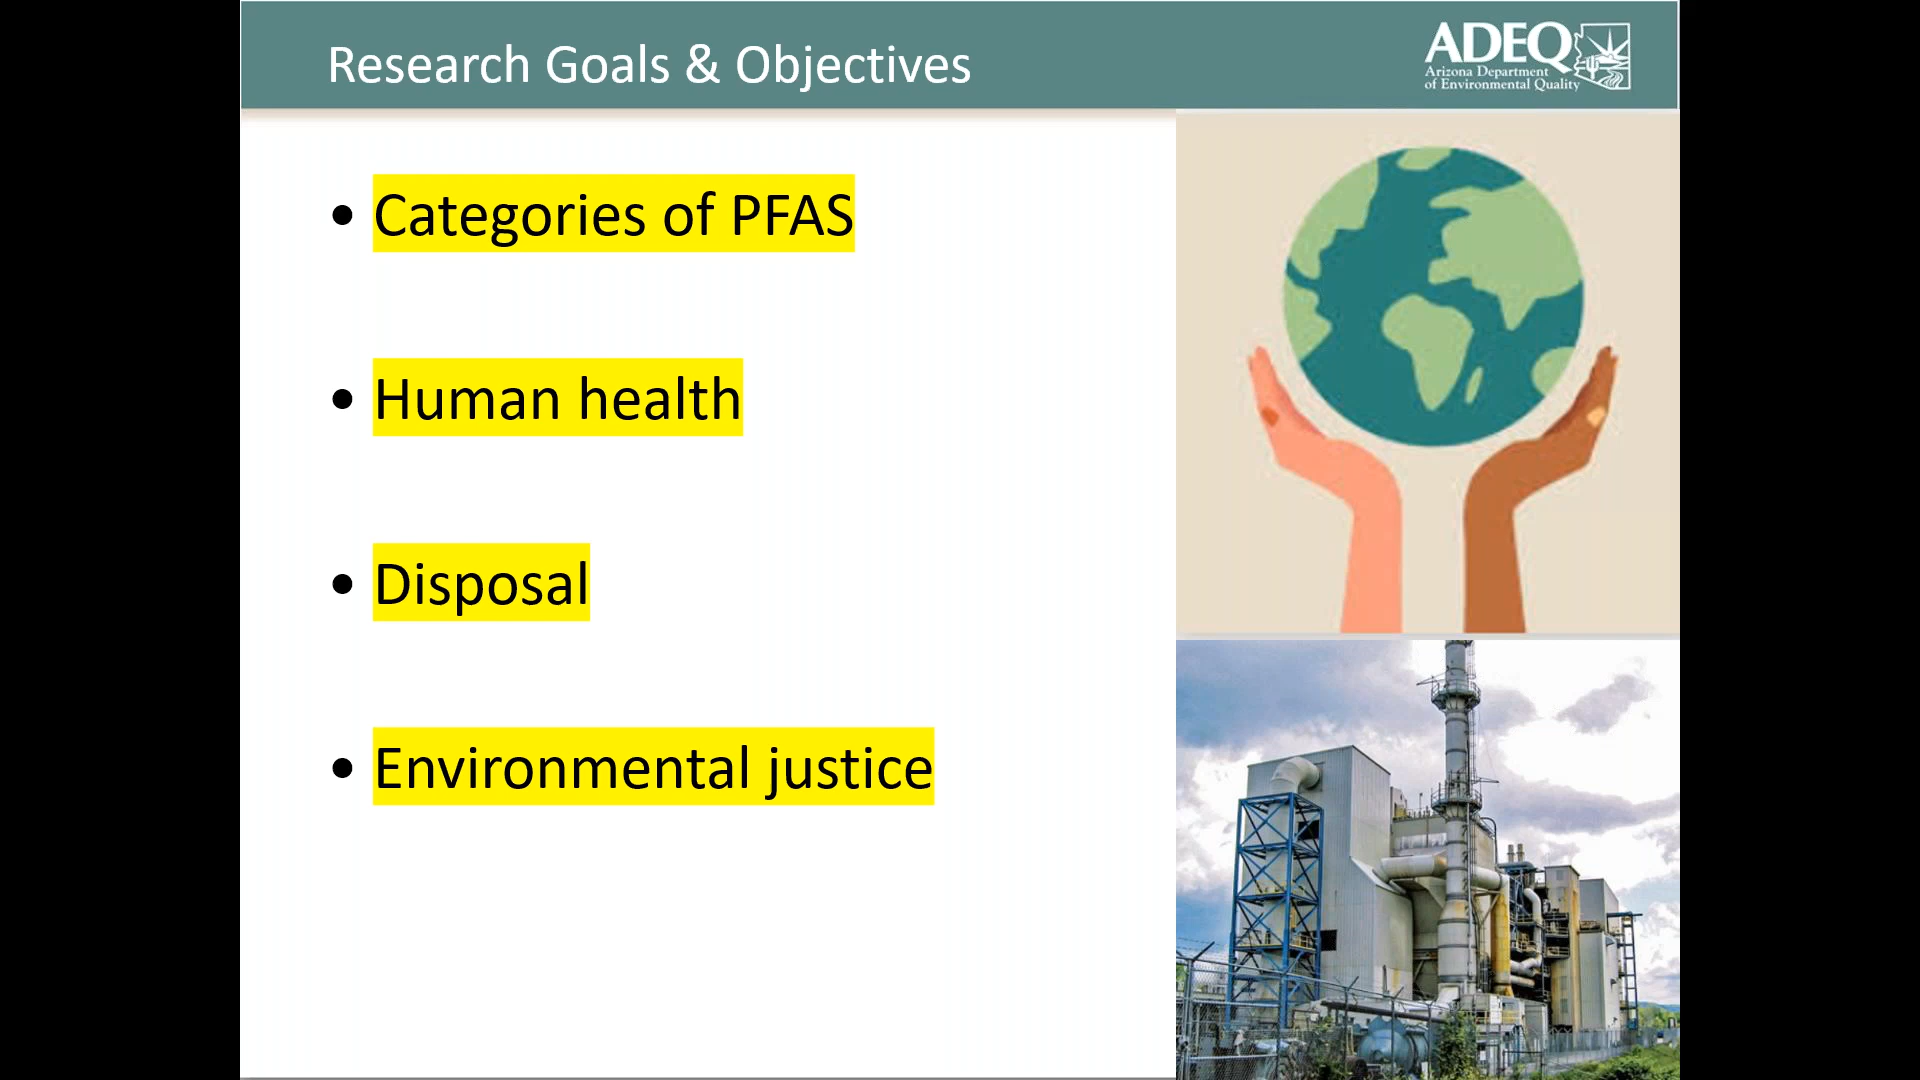 Research Goals & Objectives
ADEQ
Arizona Department
of Environmental Quality
• Categories of PFAS
• Human health
• Disposal
• Environmental justice